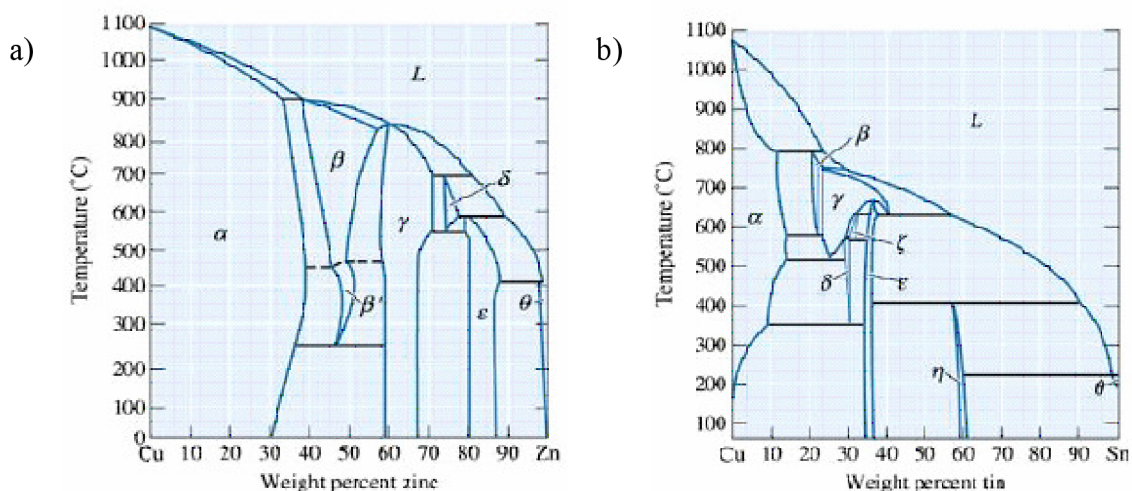 a)
1100
1000
900
800
700
600
500
400
300
200
100
0
Temperature (°C)
L
β
δ
γ
α
β'
ε
θ
Cu 10 20 30 40 50 60 70 80 90 Zn
Weight percent zinc
b)
1100
1000
900
800
700
600
500
400
300
200
100
Temperature (°C)
β
L
γ
α
ζ
δ
ε
η
θ
Cu 10 20 30 40 50 60 70 80 90 Sn
Weight percent tin